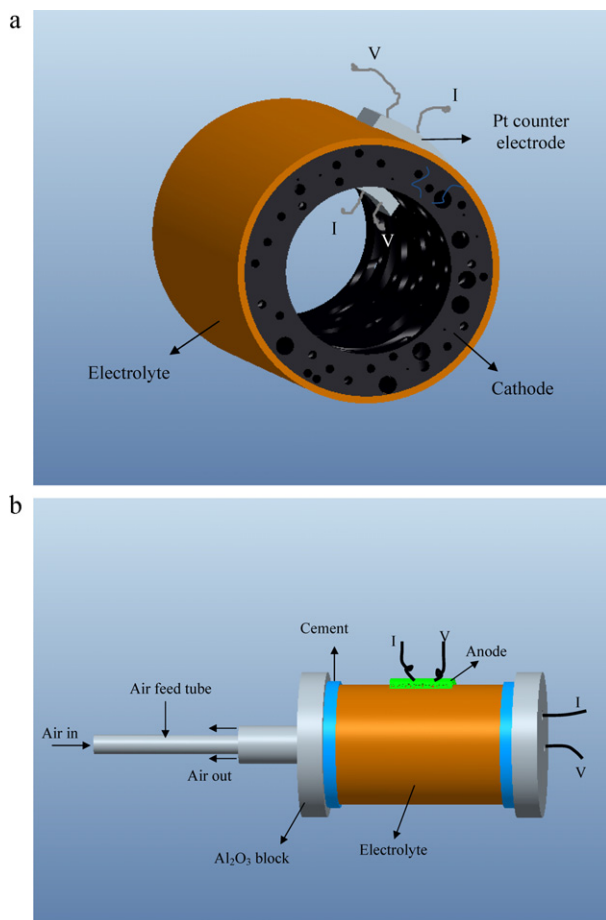 a
V
I
Pt counter
electrode
I
V
Electrolyte
Cathode
b
Cement
I
V
Anode
Air feed tube
Air in
I
Air out
V
Al₂O₃ block
Electrolyte